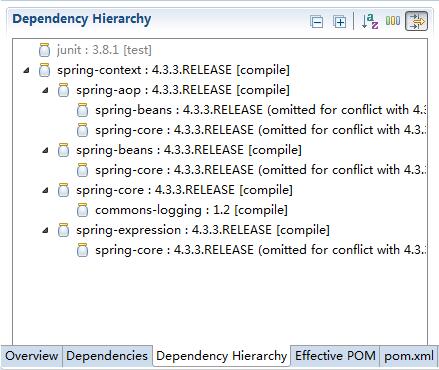 Dependency Hierarchy
junit : 3.8.1 [test]
spring-context : 4.3.3.RELEASE [compile]
spring-aop : 4.3.3.RELEASE [compile]
spring-beans : 4.3.3.RELEASE (omitted for conflict with 4.3.
spring-core : 4.3.3.RELEASE (omitted for conflict with 4.3.
spring-beans : 4.3.3.RELEASE [compile]
spring-core : 4.3.3.RELEASE (omitted for conflict with 4.3.
spring-core : 4.3.3.RELEASE [compile]
commons-logging : 1.2 [compile]
spring-expression : 4.3.3.RELEASE [compile]
spring-core : 4.3.3.RELEASE (omitted for conflict with 4.3.
Overview Dependencies Dependency Hierarchy Effective POM pom.xml